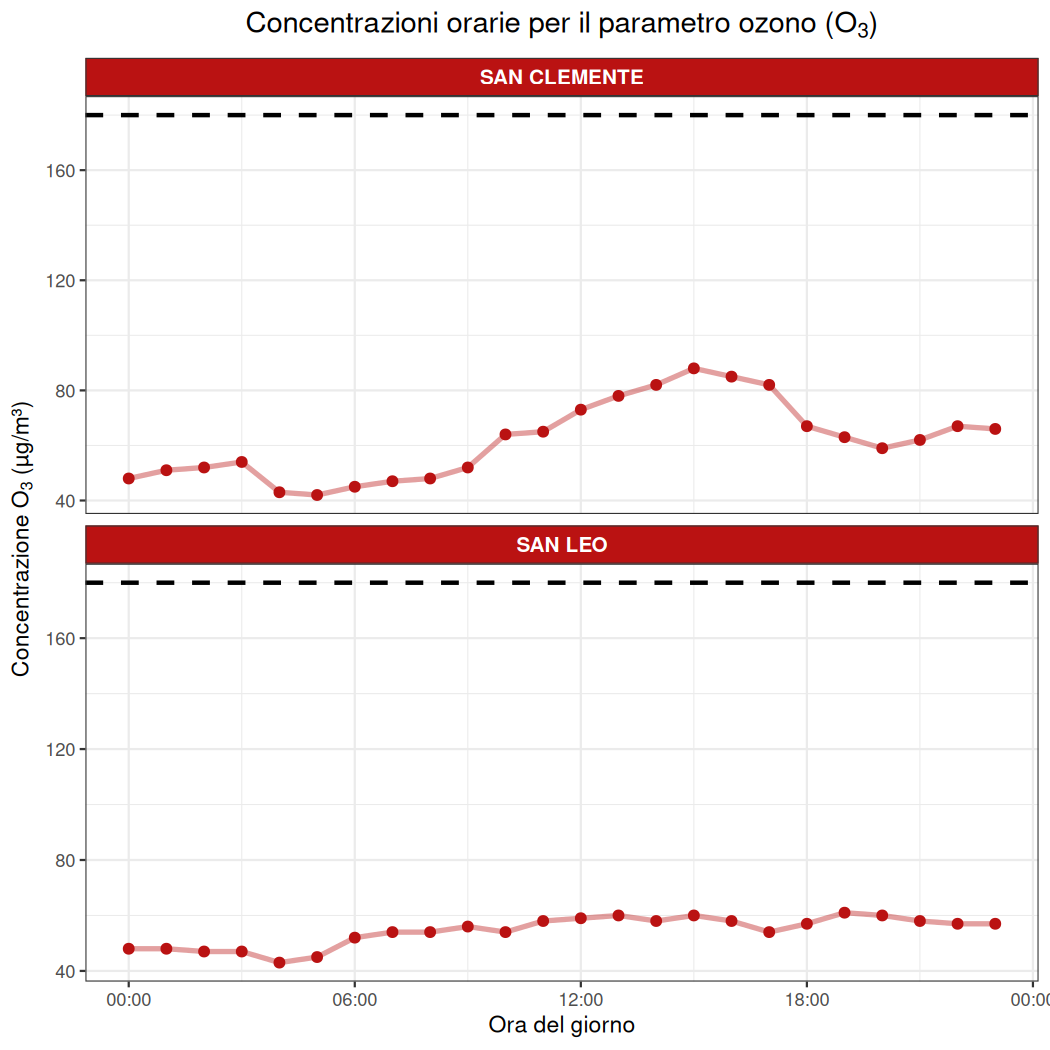 Concentrazioni orarie per il parametro ozono (O₃)
SAN CLEMENTE
160
120
80
40
Concentrazione O₃ (µg/m³)
SAN LEO
160
120
80
40
00:00 06:00 12:00 18:00 00:0
Ora del giorno